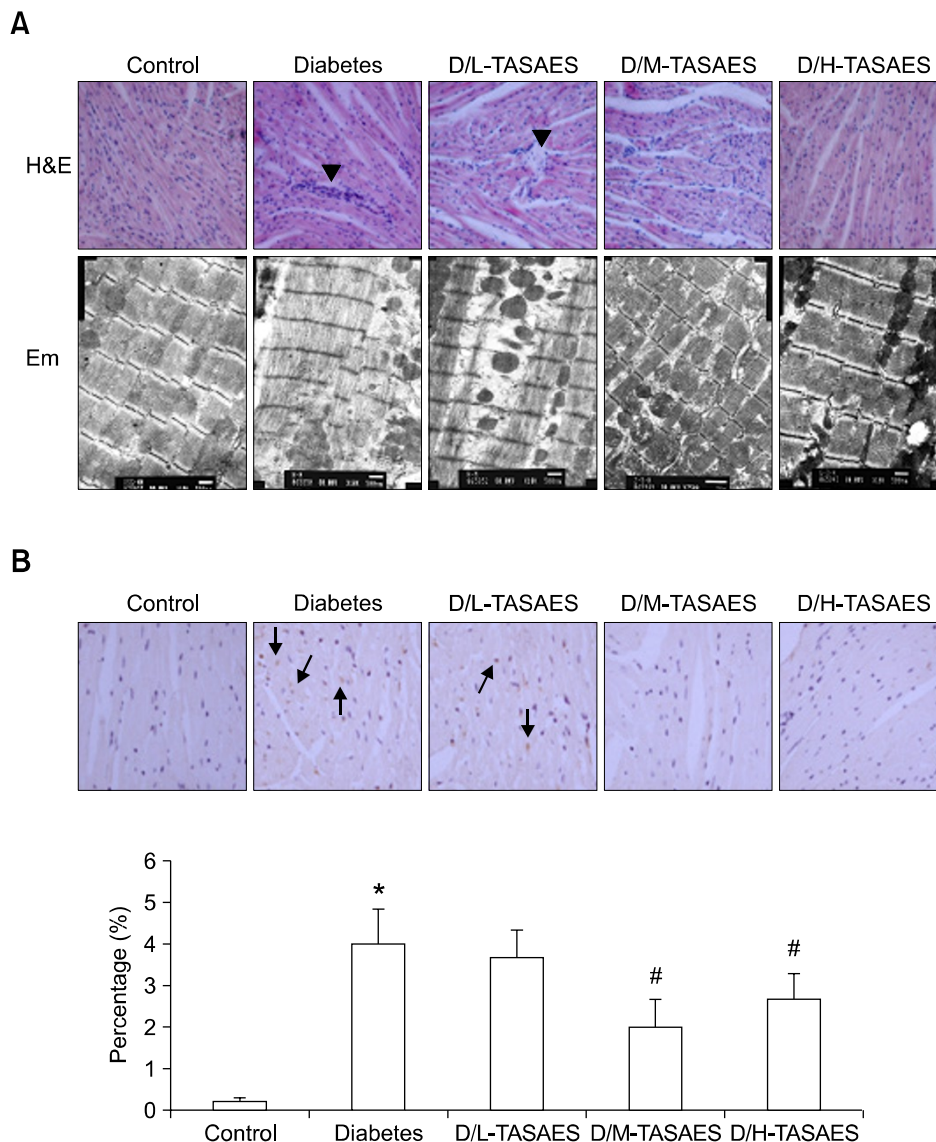 A
Control Diabetes D/L-TASAES D/M-TASAES D/H-TASAES
H&E
Em
B
Control Diabetes D/L-TASAES D/M-TASAES D/H-TASAES
6
5
4
3
2
1
0
Percentage (%)
*
#
#
Control Diabetes D/L-TASAES D/M-TASAES D/H-TASAES